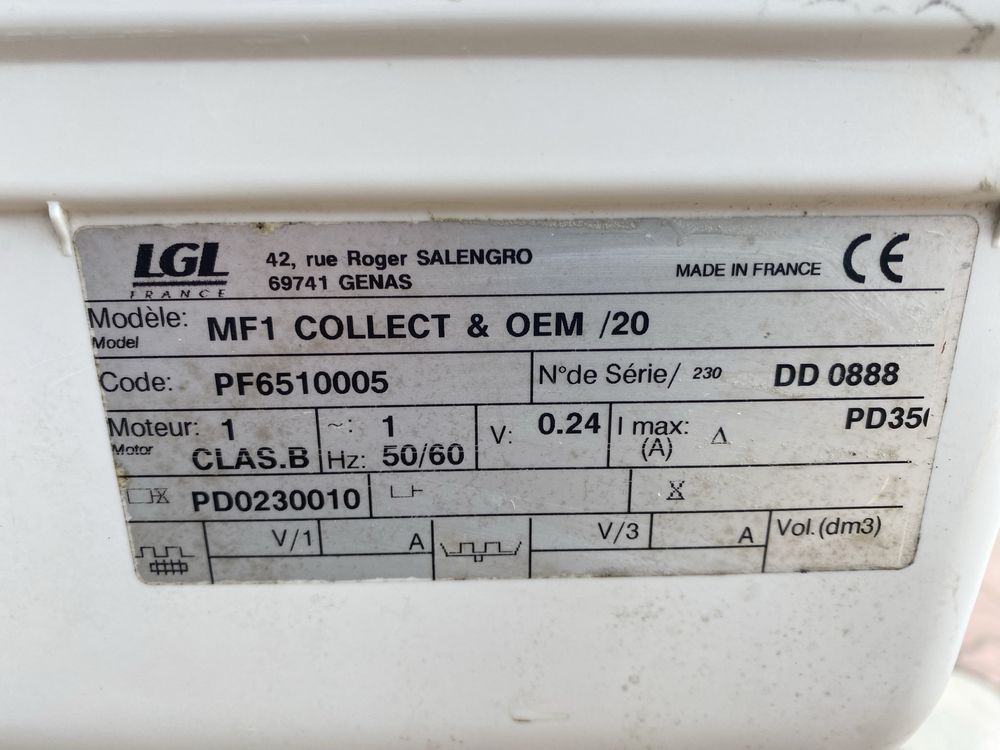 LGL 42, rue Roger SALENGRO
FRANCE 69741 GENAS MADE IN FRANCE CE
Modèle: MF1 COLLECT & OEM /20
Model
Code: PF6510005 N°de Série/ 230 DD 0888
Moteur: 1 ~: 1 V: 0.24 I max: Δ PD35
Motor CLAS.B Hz: 50/60 (A)
PD0230010
V/1 A V/3 A Vol.(dm3)